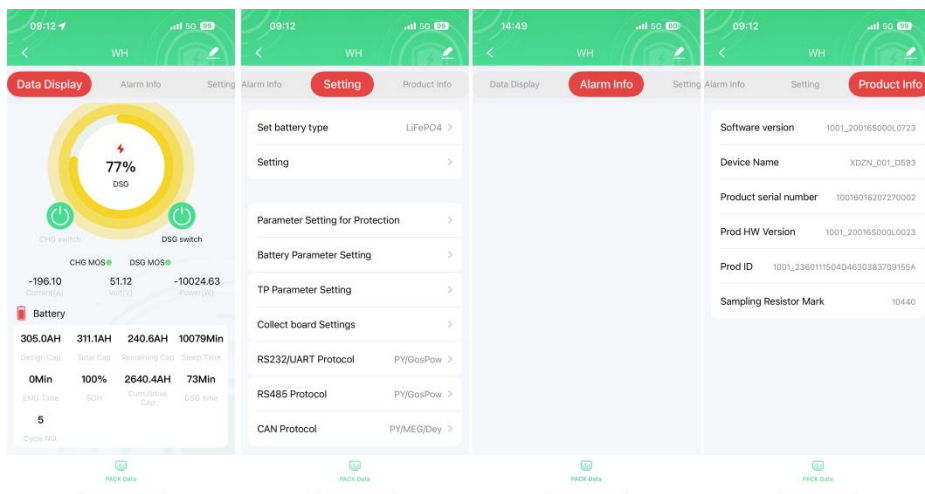 09:12
5G 99
WH
Data Display Alarm Info Setting
77%
DSG
CHG switch DSG switch
CHG MOS DSG MOS
-196.10 51.12 -10024.63
Current(A) Volt(V) Power(W)
Battery
305.0AH 311.1AH 240.6AH 10079Min
Design Cap Total Cap Remaining Cap Sleep Time
0Min 100% 2640.4AH 73Min
EMG Time SOH Cumulative Cap DSG time
5
Cycle NO.
PACK Data
09:12
5G 99
WH
Alarm Info Setting Product Info
Set battery type LiFePO4 >
Setting >
Parameter Setting for Protection >
Battery Parameter Setting >
TP Parameter Setting >
Collect board Settings >
RS232/UART Protocol PY/GosPow >
RS485 Protocol PY/GosPow >
CAN Protocol PY/MEG/Dey >
PACK Data
14:49
5G 80
WH
Data Display Alarm Info Setting
PACK Data
09:12
5G 99
WH
Alarm Info Setting Product Info
Software version 1001_20016S000L0723
Device Name XDZN_001_D593
Product serial number 10016016207270002
Prod HW Version 1001_20016S000L0023
Prod ID 1001_2360111504D4630383709155A
Sampling Resistor Mark 10440
PACK Data